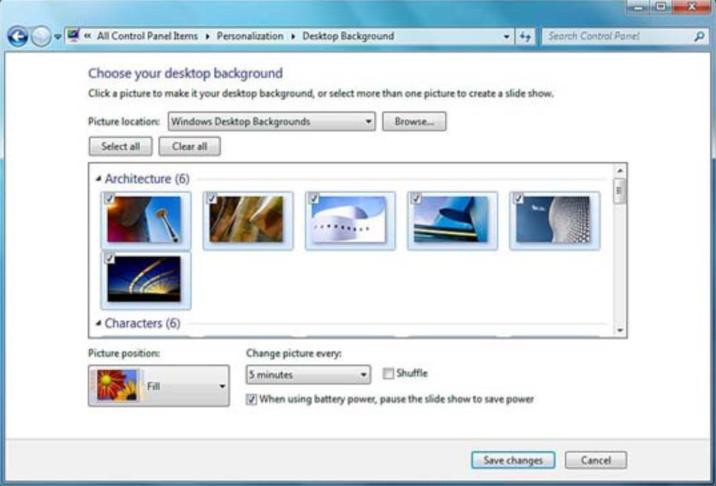 « All Control Panel Items ▸ Personalization ▸ Desktop Background
Search Control Panel
Choose your desktop background
Click a picture to make it your desktop background, or select more than one picture to create a slide show.
Picture location: Windows Desktop Backgrounds Browse...
Select all Clear all
Architecture (6)
Characters (6)
Picture position: Change picture every:
Fill 5 minutes Shuffle
When using battery power, pause the slide show to save power
Save changes Cancel